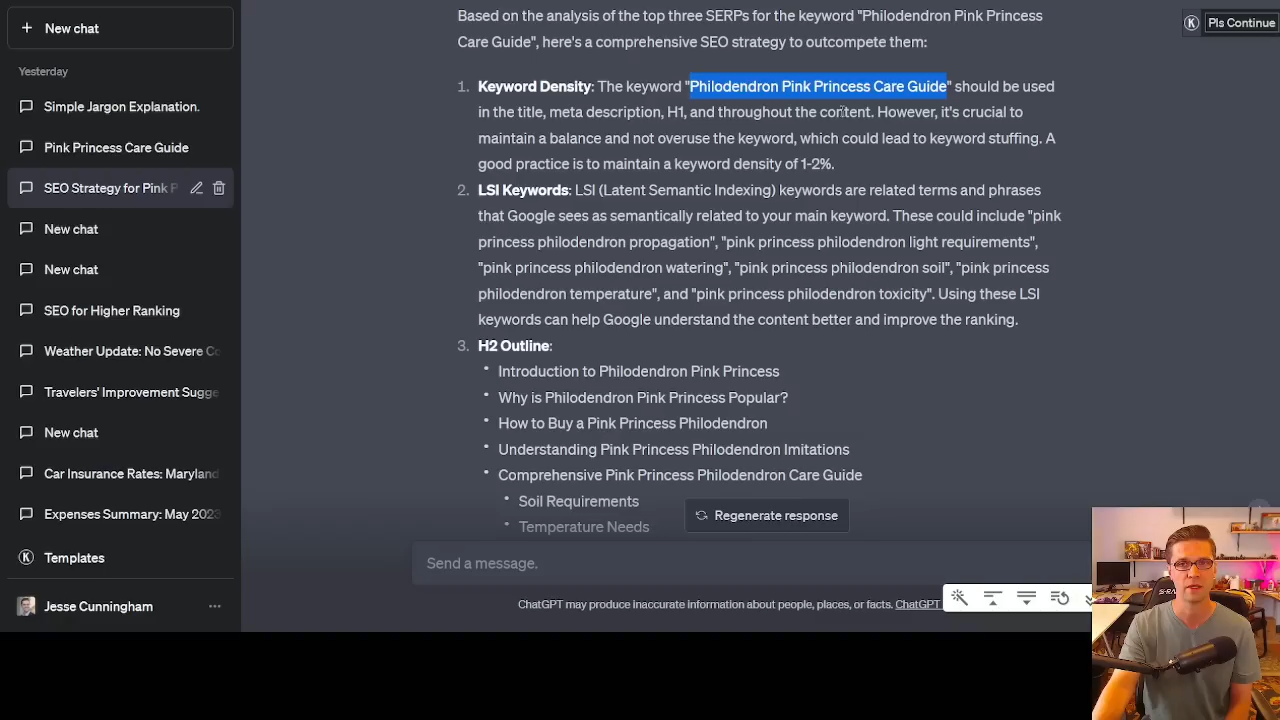 New chat
Yesterday
Simple Jargon Explanation.
Pink Princess Care Guide
SEO Strategy for Pink P
New chat
New chat
SEO for Higher Ranking
Weather Update: No Severe Co
Travelers' Improvement Sugge
New chat
Car Insurance Rates: Maryland
Expenses Summary: May 2023
K Templates
Jesse Cunningham
Based on the analysis of the top three SERPs for the keyword "Philodendron Pink Princess
Care Guide", here's a comprehensive SEO strategy to outcompete them:
1. Keyword Density: The keyword "Philodendron Pink Princess Care Guide" should be used
in the title, meta description, H1, and throughout the content. However, it's crucial to
maintain a balance and not overuse the keyword, which could lead to keyword stuffing. A
good practice is to maintain a keyword density of 1-2%.
2. LSI Keywords: LSI (Latent Semantic Indexing) keywords are related terms and phrases
that Google sees as semantically related to your main keyword. These could include "pink
princess philodendron propagation", "pink princess philodendron light requirements",
"pink princess philodendron watering", "pink princess philodendron soil", "pink princess
philodendron temperature", and "pink princess philodendron toxicity". Using these LSI
keywords can help Google understand the content better and improve the ranking.
3. H2 Outline:
• Introduction to Philodendron Pink Princess
• Why is Philodendron Pink Princess Popular?
• How to Buy a Pink Princess Philodendron
• Understanding Pink Princess Philodendron Imitations
• Comprehensive Pink Princess Philodendron Care Guide
• Soil Requirements
• Temperature Needs
Regenerate response
Send a message.
ChatGPT may produce inaccurate information about people, places, or facts. ChatGPT
K Pls Continue